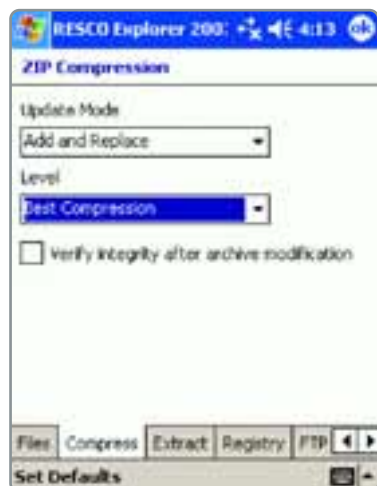 RESCO Explorer 200 4:13 ok
ZIP Compression
Update Mode
Add and Replace
Level
Best Compression
Verify integrity after archive modification
Files Compress Extract Registry FTP
Set Defaults